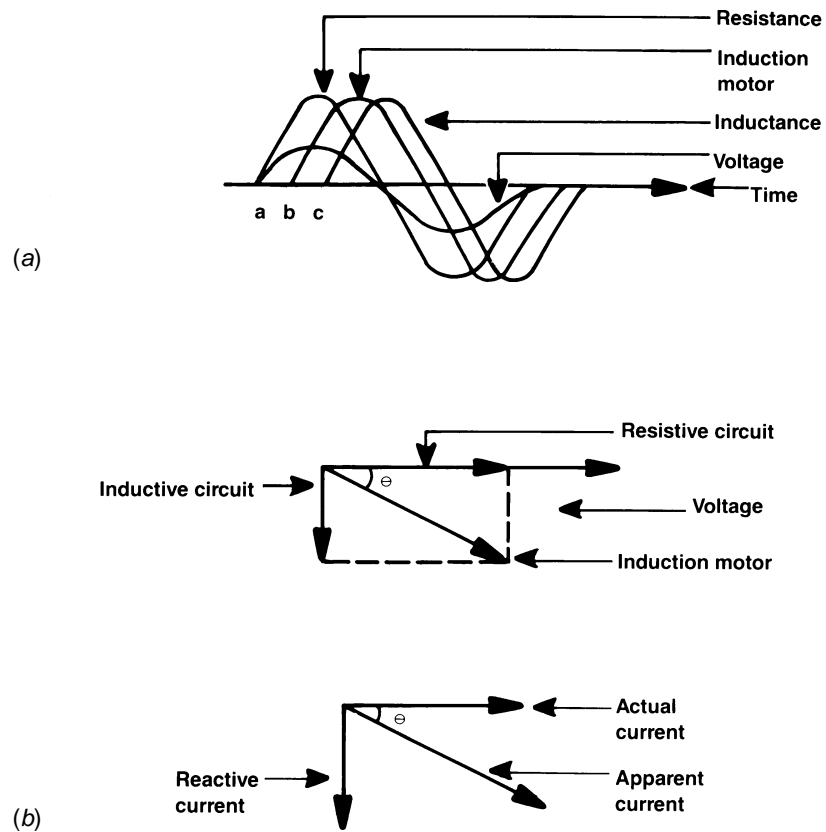 Resistance
Induction
motor
Inductance
Voltage
Time
a b c
(a)
Resistive circuit
Inductive circuit
θ
Voltage
Induction motor
Actual
current
θ
Reactive
current
Apparent
current
(b)